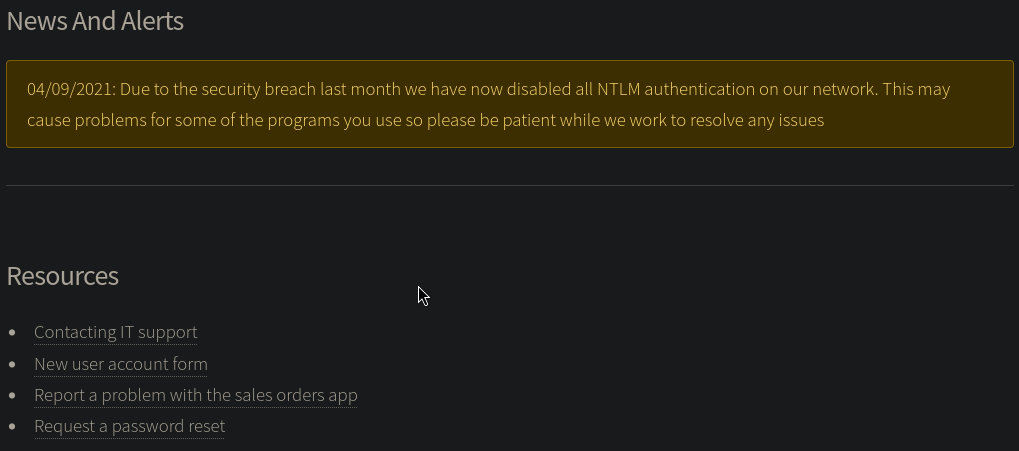 News And Alerts
04/09/2021: Due to the security breach last month we have now disabled all NTLM authentication on our network. This may
cause problems for some of the programs you use so please be patient while we work to resolve any issues
Resources
Contacting IT support
New user account form
Report a problem with the sales orders app
Request a password reset